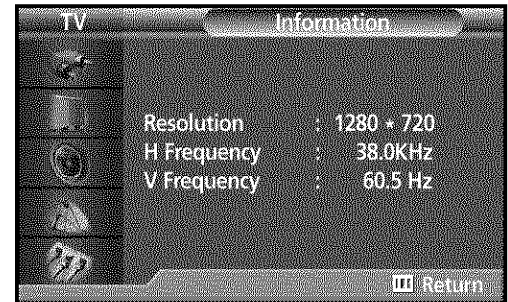 TV
Information
Resolution : 1280 * 720
H Frequency : 38.0KHz
V Frequency : 60.5 Hz
Return